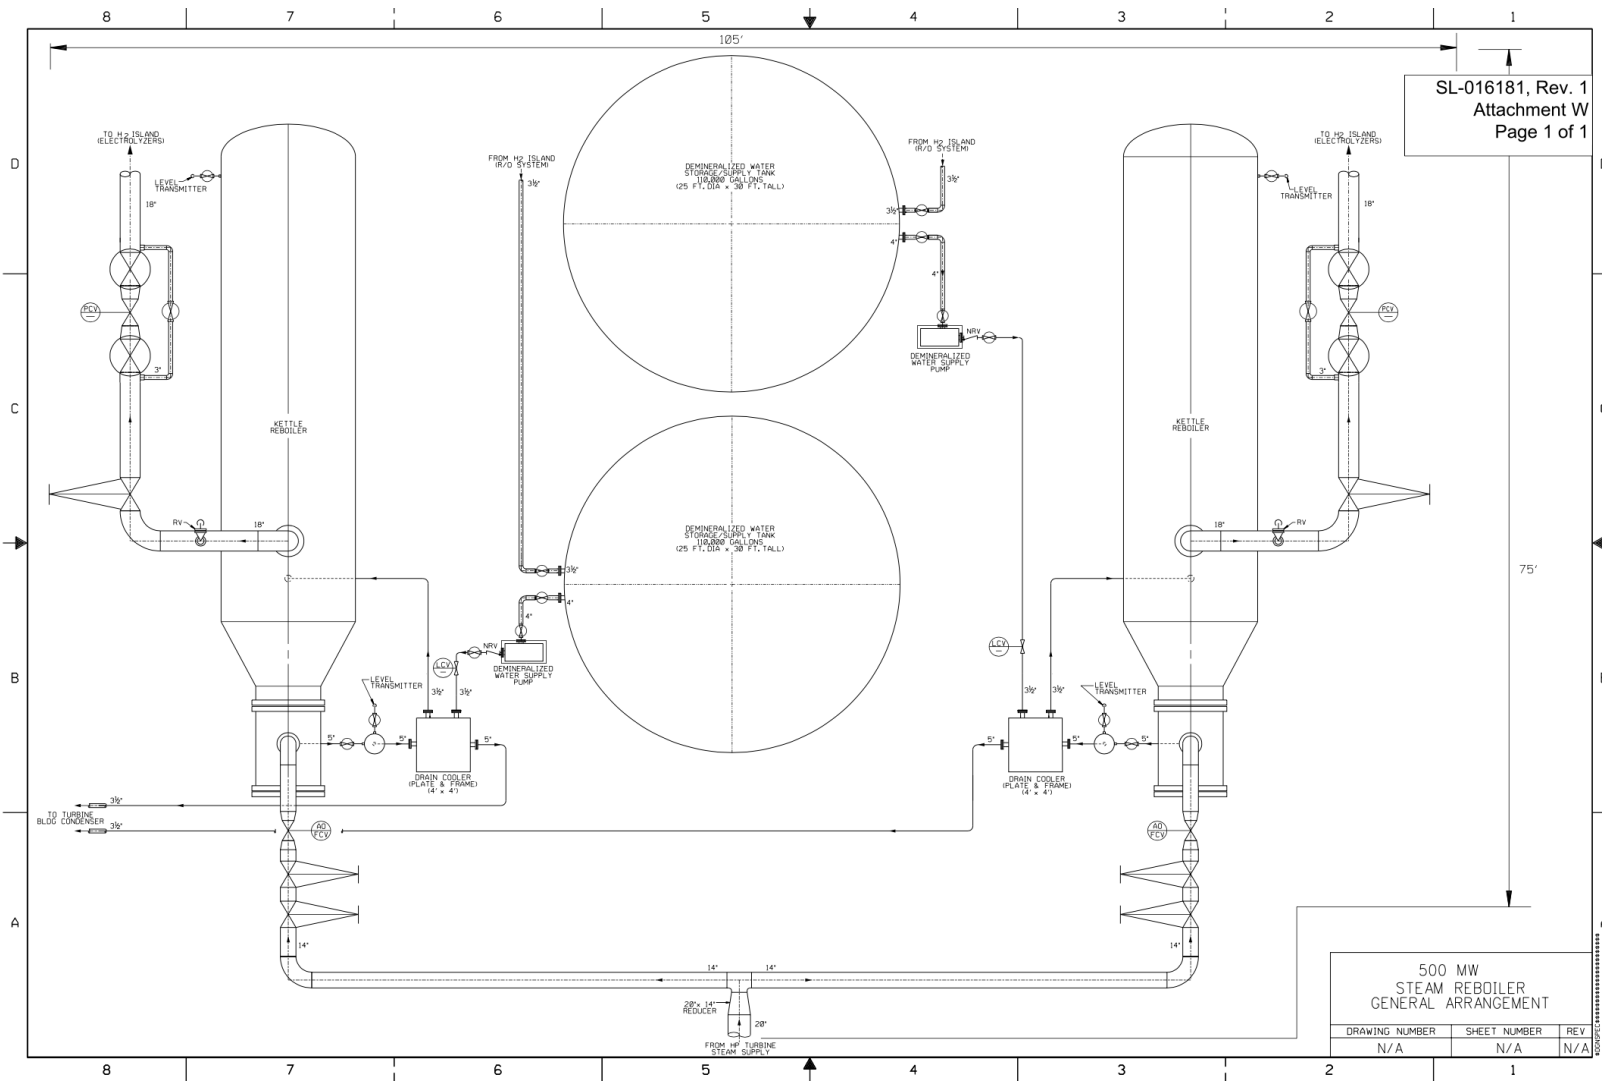 8 7 6 5 4 3 2 1
105'
SL-016181, Rev. 1
Attachment W
Page 1 of 1
D
TO H2 ISLAND
(ELECTROLYZERS)
LEVEL
TRANSMITTER
18"
FROM H2 ISLAND
(R/O SYSTEM)
3½"
DEMINERALIZED WATER
STORAGE/SUPPLY TANK
110,000 GALLONS
(25 FT. DIA x 30 FT. TALL)
FROM H2 ISLAND
(R/O SYSTEM)
3½"
3½"
4"
4"
TO H2 ISLAND
(ELECTROLYZERS)
LEVEL
TRANSMITTER
18"
PCV
3"
NRV
DEMINERALIZED
WATER SUPPLY
PUMP
PCV
3"
C
KETTLE
REBOILER
KETTLE
REBOILER
RV
18"
DEMINERALIZED WATER
STORAGE/SUPPLY TANK
110,000 GALLONS
(25 FT. DIA x 30 FT. TALL)
18"
RV
75'
3½"
4"
4"
NRV
DEMINERALIZED
WATER SUPPLY
PUMP
LCV
LCV
B
LEVEL
TRANSMITTER
3½"
3½"
5"
5"
5"
DRAIN COOLER
(PLATE & FRAME)
(4' x 4')
3½"
3½"
LEVEL
TRANSMITTER
5"
5"
5"
DRAIN COOLER
(PLATE & FRAME)
(4' x 4')
3½"
TO TURBINE
BLDG CONDENSER
3½"
AO
FCV
AO
FCV
A
14"
14"
14"
14"
20"x 14"
REDUCER
20"
FROM HP TURBINE
STEAM SUPPLY
500 MW
STEAM REBOILER
GENERAL ARRANGEMENT
DRAWING NUMBER SHEET NUMBER REV
N/A N/A N/A
8 7 6 5 4 3 2 1